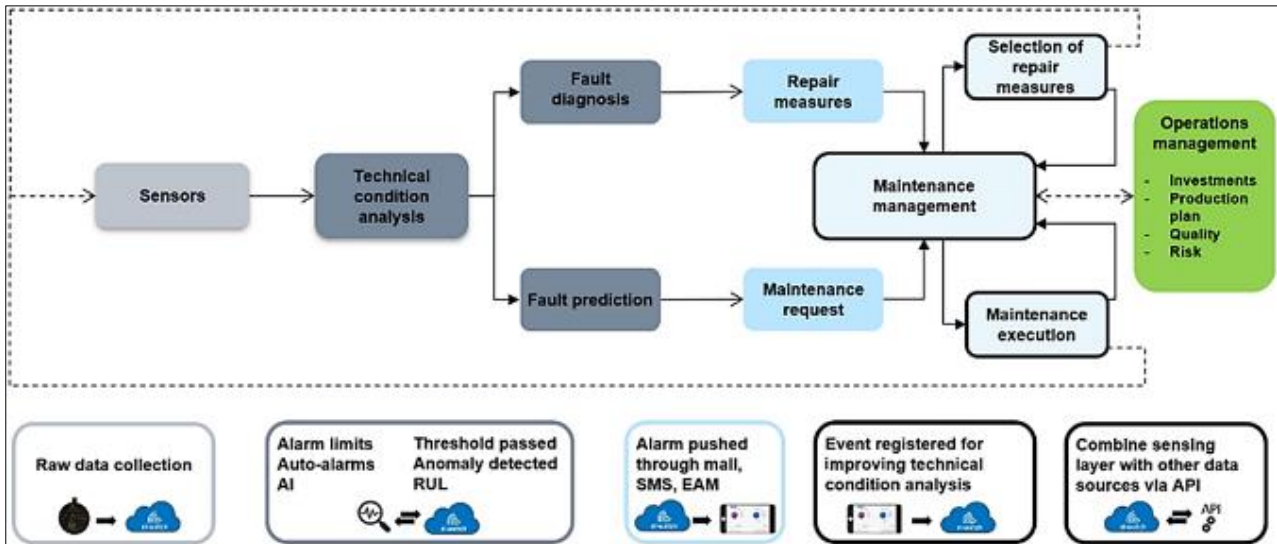 Fault
diagnosis
Repair
measures
Selection of
repair
measures
Operations
management
- Investments
- Production
plan
- Quality
- Risk
Sensors
Technical
condition
analysis
Maintenance
management
Fault prediction
Maintenance
request
Maintenance
execution
Raw data collection
Alarm limits
Auto-alarms
AI
Threshold passed
Anomaly detected
RUL
Alarm pushed
through mail,
SMS, EAM
Event registered for
improving technical
condition analysis
Combine sensing
layer with other data
sources via API
API